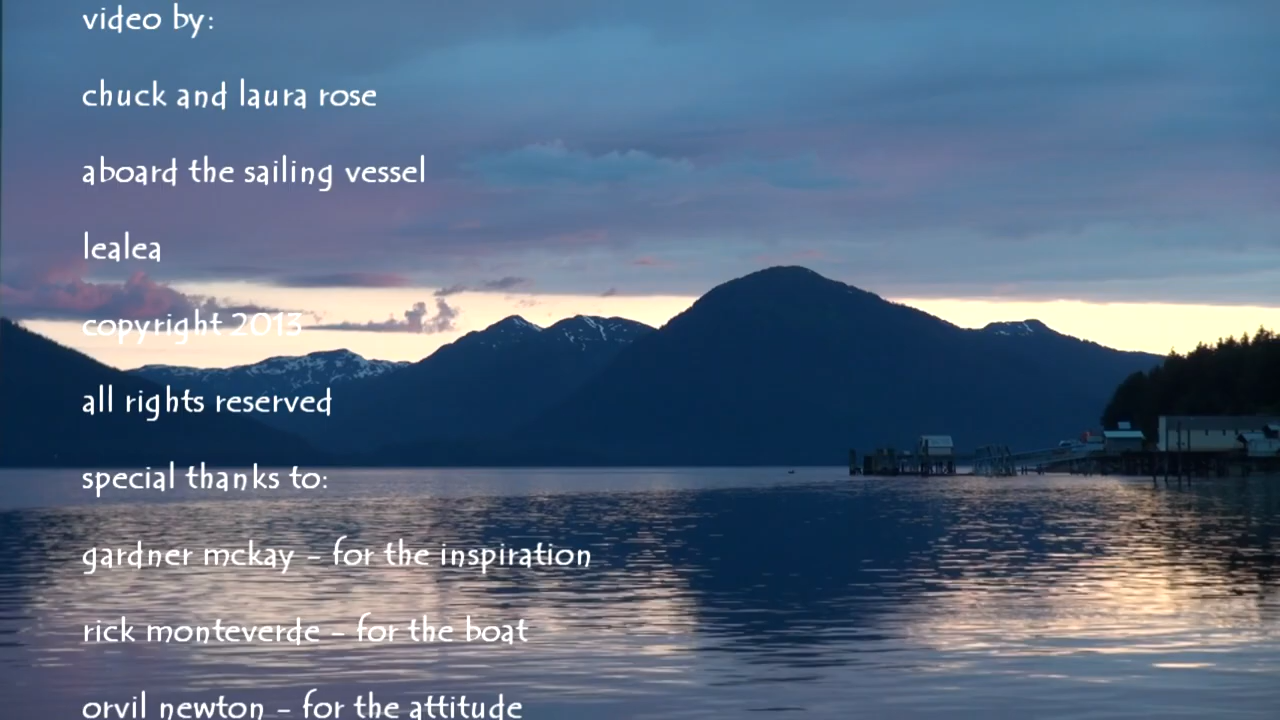 video by:
chuck and laura rose
aboard the sailing vessel
lealea
copyright 2013
all rights reserved
special thanks to:
gardner mckay - for the inspiration
rick monteverde - for the boat
orvil newton - for the attitude